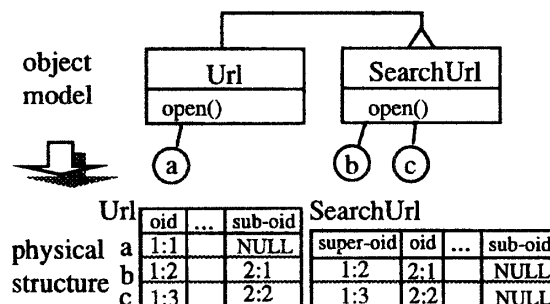 object
model
Url
open()
SearchUrl
open()
a
b
c
physical
structure
Url
oid ... sub-oid
a 1:1 NULL
b 1:2 2:1
c 1:3 2:2
SearchUrl
super-oid oid ... sub-oid
1:2 2:1 NULL
1:3 2:2 NULL